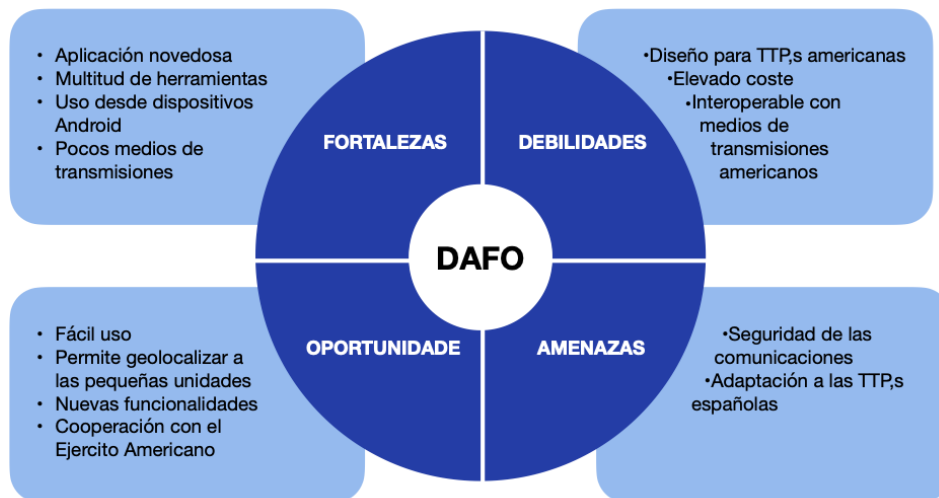 • Aplicación novedosa
• Multitud de herramientas
• Uso desde dispositivos
Android
• Pocos medios de
transmisiones
FORTALEZAS
DEBILIDADES
•Diseño para TTP,s americanas
•Elevado coste
•Interoperable con
medios de
transmisiones
americanos
DAFO
• Fácil uso
• Permite geolocalizar a
las pequeñas unidades
• Nuevas funcionalidades
• Cooperación con el
Ejercito Americano
OPORTUNIDADE
AMENAZAS
•Seguridad de las
comunicaciones
•Adaptación a las TTP,s
españolas